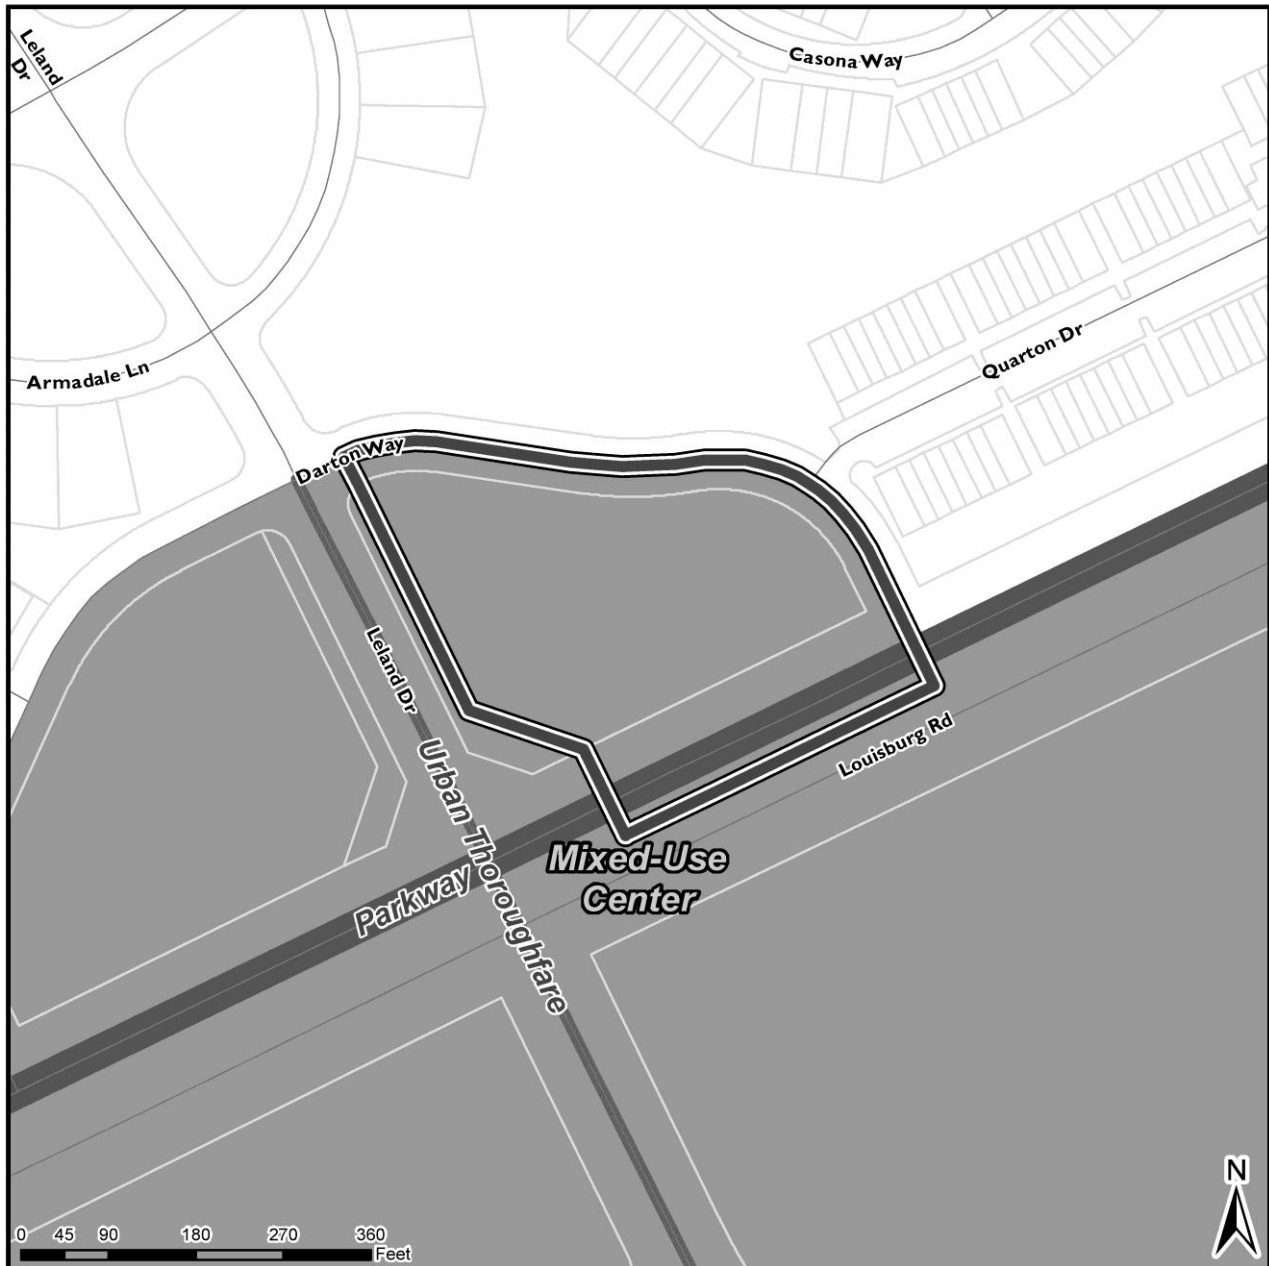 Leland
Dr
Casona Way
Quarton Dr
Armadale Ln
Darton Way
Leland Dr
Louisburg Rd
Urban Thoroughfare
Parkway
Mixed-Use
Center
N
0 45 90 180 270 360
Feet